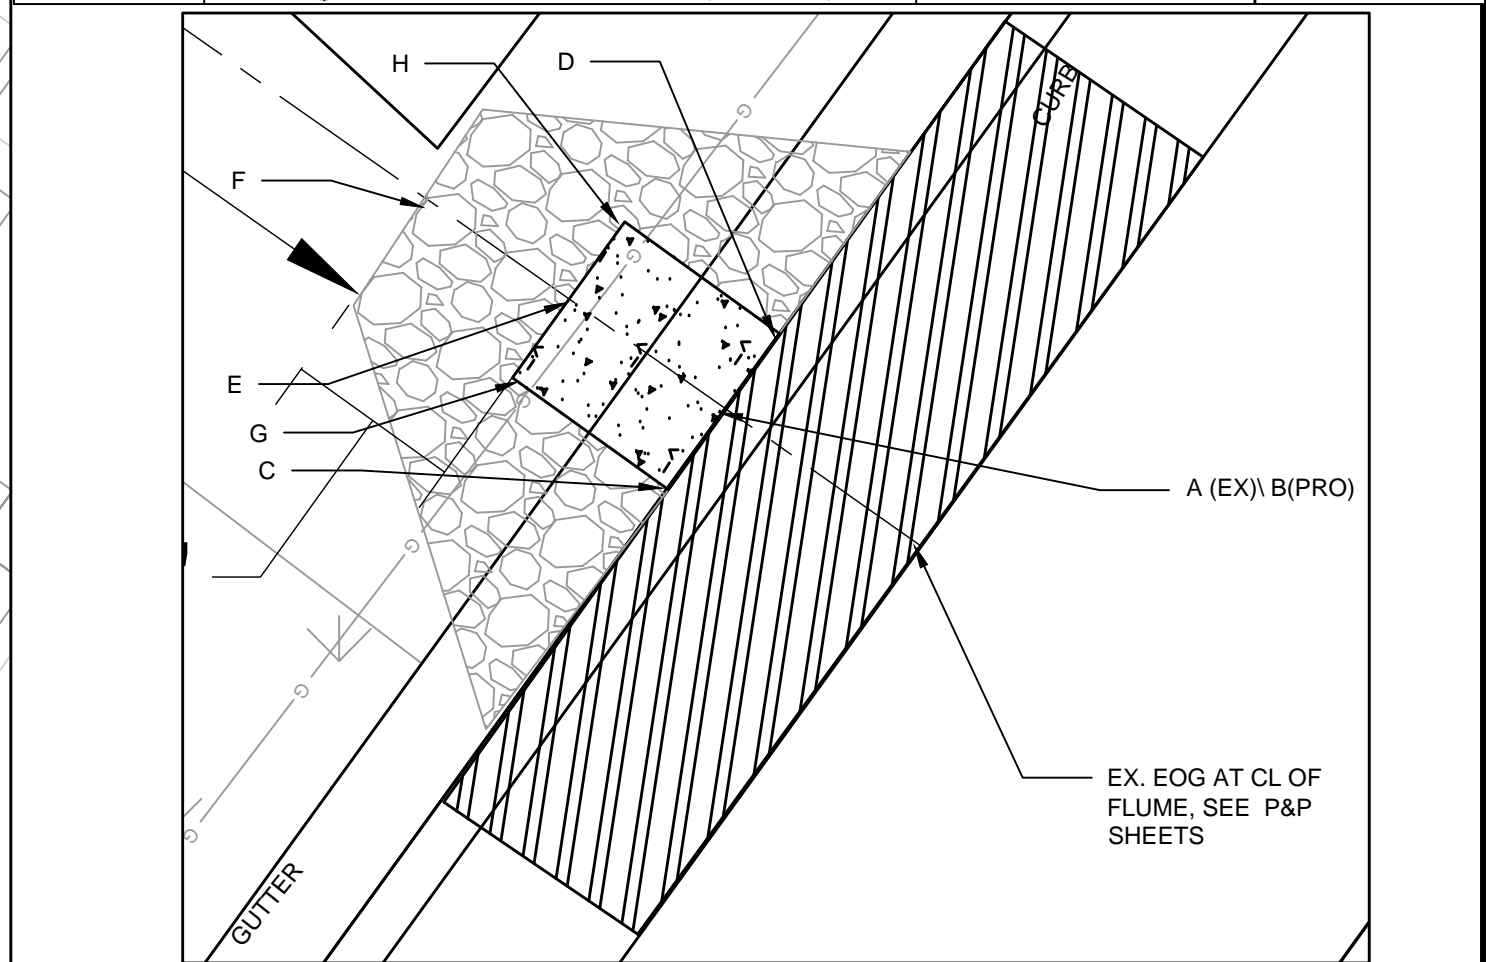 H
D
G
CURB
F
G
E
G
G
C
A (EX)\ B(PRO)
G
G
EX. EOG AT CL OF
FLUME, SEE P&P
SHEETS
G
GUTTER